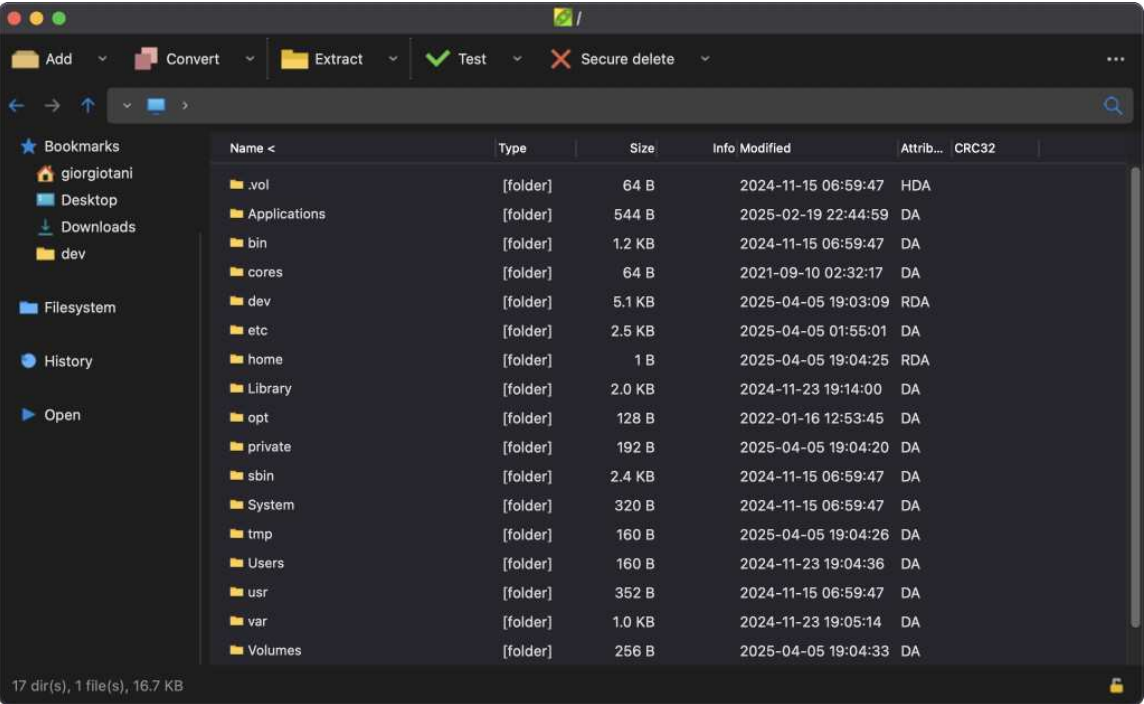 /
Add Convert Extract Test Secure delete ...
Bookmarks
giorgiotani
Desktop
Downloads
dev
Filesystem
History
Open
Name < Type Size Info Modified Attrib... CRC32
.vol [folder] 64 B 2024-11-15 06:59:47 HDA
Applications [folder] 544 B 2025-02-19 22:44:59 DA
bin [folder] 1.2 KB 2024-11-15 06:59:47 DA
cores [folder] 64 B 2021-09-10 02:32:17 DA
dev [folder] 5.1 KB 2025-04-05 19:03:09 RDA
etc [folder] 2.5 KB 2025-04-05 01:55:01 DA
home [folder] 1 B 2025-04-05 19:04:25 RDA
Library [folder] 2.0 KB 2024-11-23 19:14:00 DA
opt [folder] 128 B 2022-01-16 12:53:45 DA
private [folder] 192 B 2025-04-05 19:04:20 DA
sbin [folder] 2.4 KB 2024-11-15 06:59:47 DA
System [folder] 320 B 2024-11-15 06:59:47 DA
tmp [folder] 160 B 2025-04-05 19:04:26 DA
Users [folder] 160 B 2024-11-23 19:04:36 DA
usr [folder] 352 B 2024-11-15 06:59:47 DA
var [folder] 1.0 KB 2024-11-23 19:05:14 DA
Volumes [folder] 256 B 2025-04-05 19:04:33 DA
17 dir(s), 1 file(s), 16.7 KB